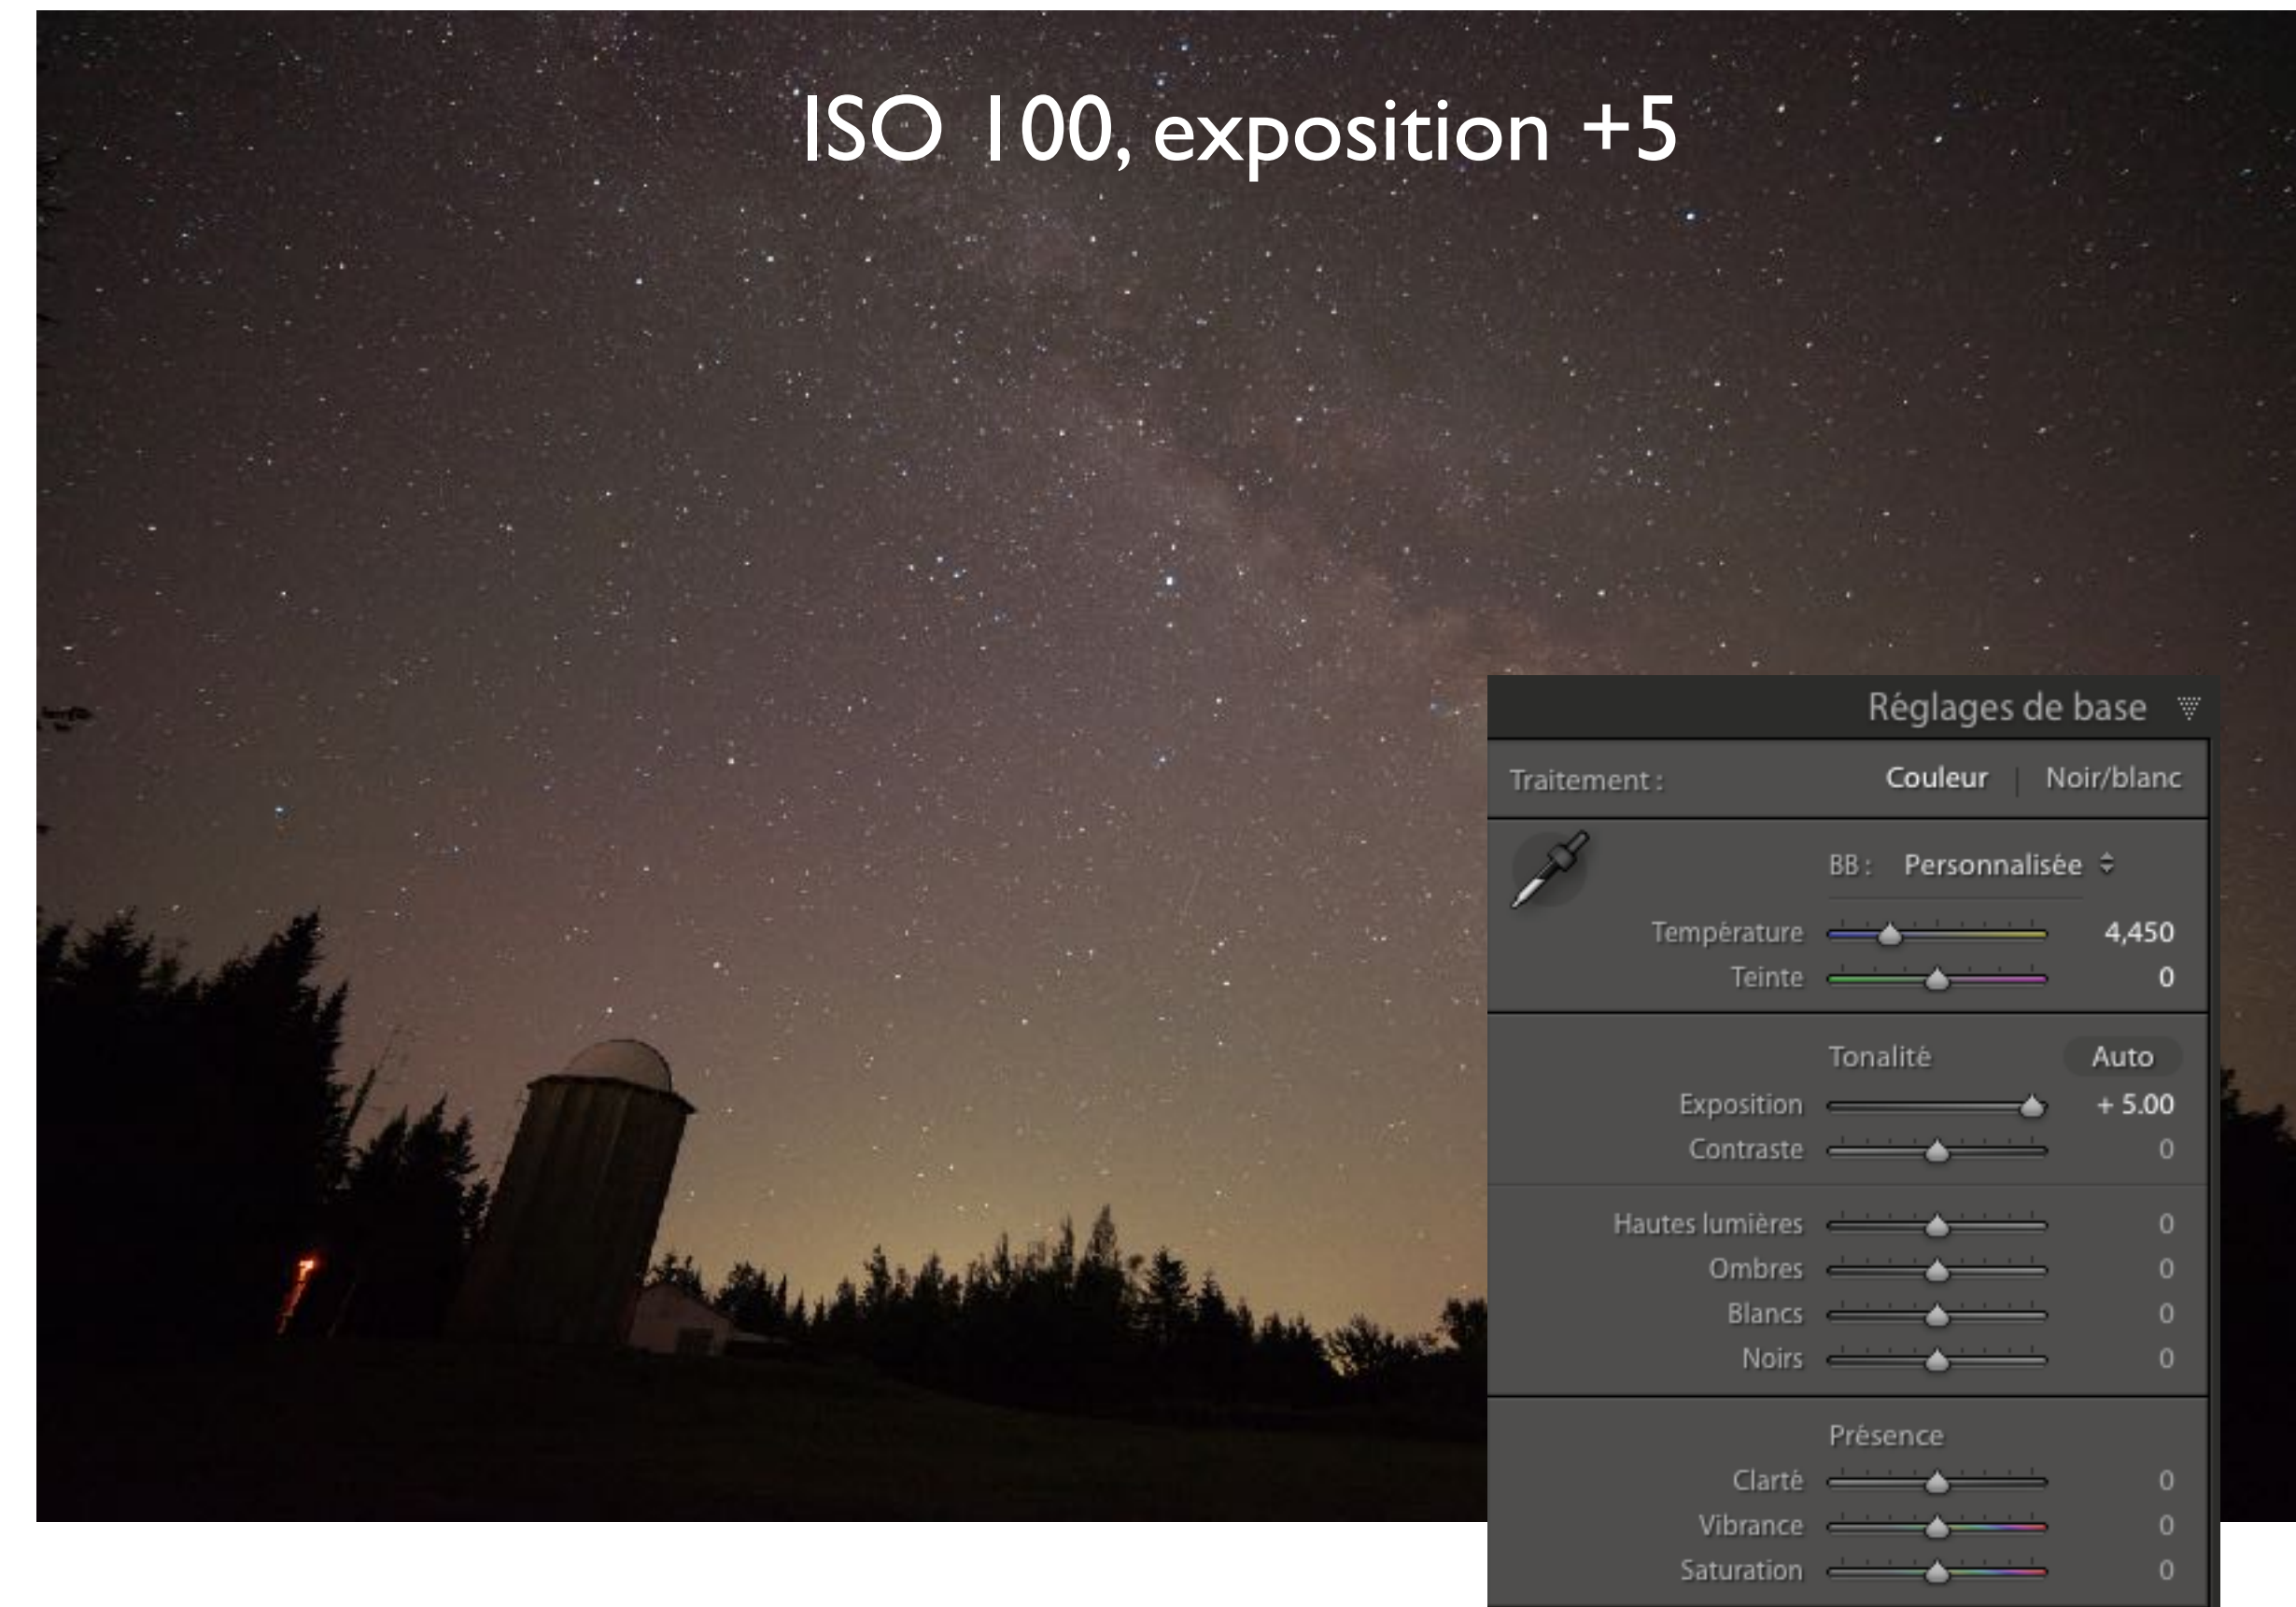 ISO 100, exposition +5
Réglages de base
Traitement : Couleur | Noir/blanc
BB : Personnalisée
Température 4,450
Teinte 0
Tonalité Auto
Exposition + 5.00
Contraste 0
Hautes lumières 0
Ombres 0
Blancs 0
Noirs 0
Présence
Clarté 0
Vibrance 0
Saturation 0